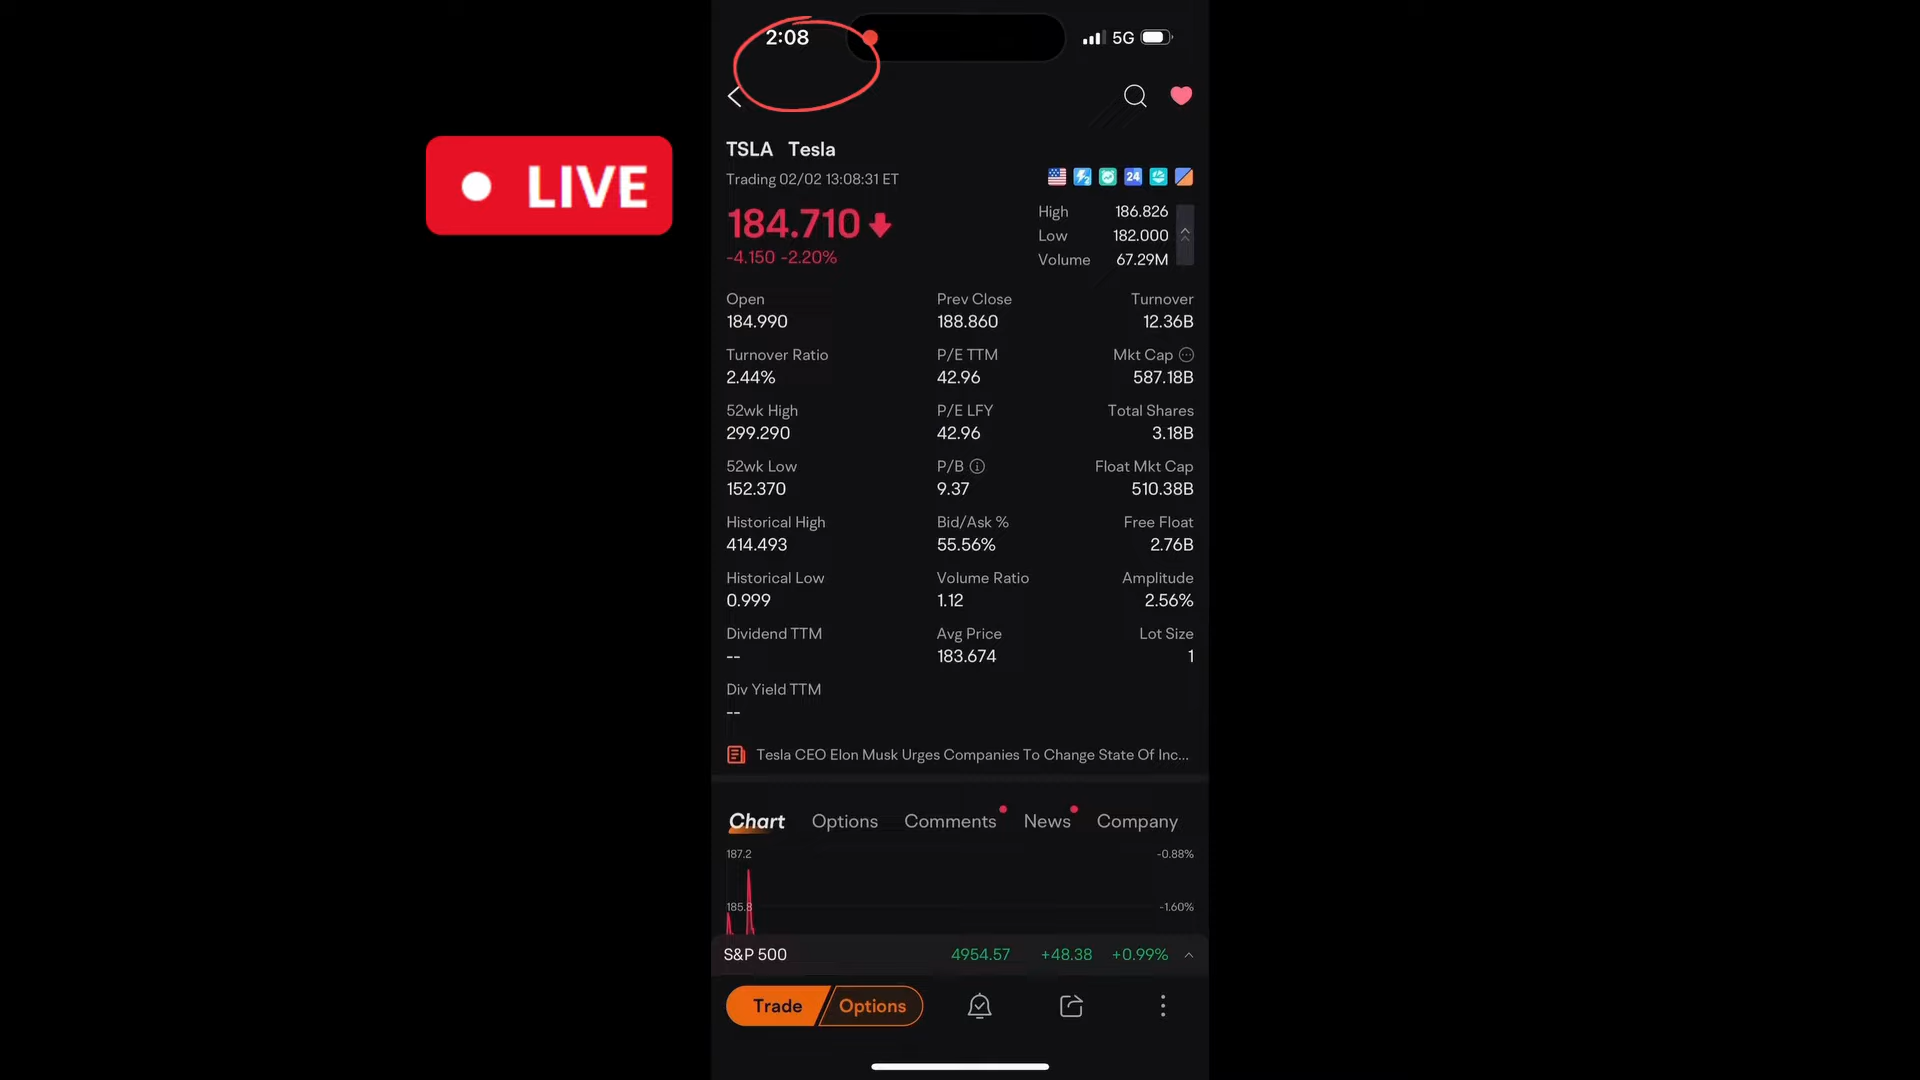 2:08
5G
LIVE
TSLA Tesla
Trading 02/02 13:08:31 ET
24
184.710
-4.150 -2.20%
High 186.826
Low 182.000
Volume 67.29M
Open Prev Close Turnover
184.990 188.860 12.36B
Turnover Ratio P/E TTM Mkt Cap
2.44% 42.96 587.18B
52wk High P/E LFY Total Shares
299.290 42.96 3.18B
52wk Low P/B Float Mkt Cap
152.370 9.37 510.38B
Historical High Bid/Ask % Free Float
414.493 55.56% 2.76B
Historical Low Volume Ratio Amplitude
0.999 1.12 2.56%
Dividend TTM Avg Price Lot Size
-- 183.674 1
Div Yield TTM
--
Tesla CEO Elon Musk Urges Companies To Change State Of Inc...
Chart Options Comments News Company
187.2 -0.88%
185.8 -1.60%
S&P 500 4954.57 +48.38 +0.99%
Trade Options